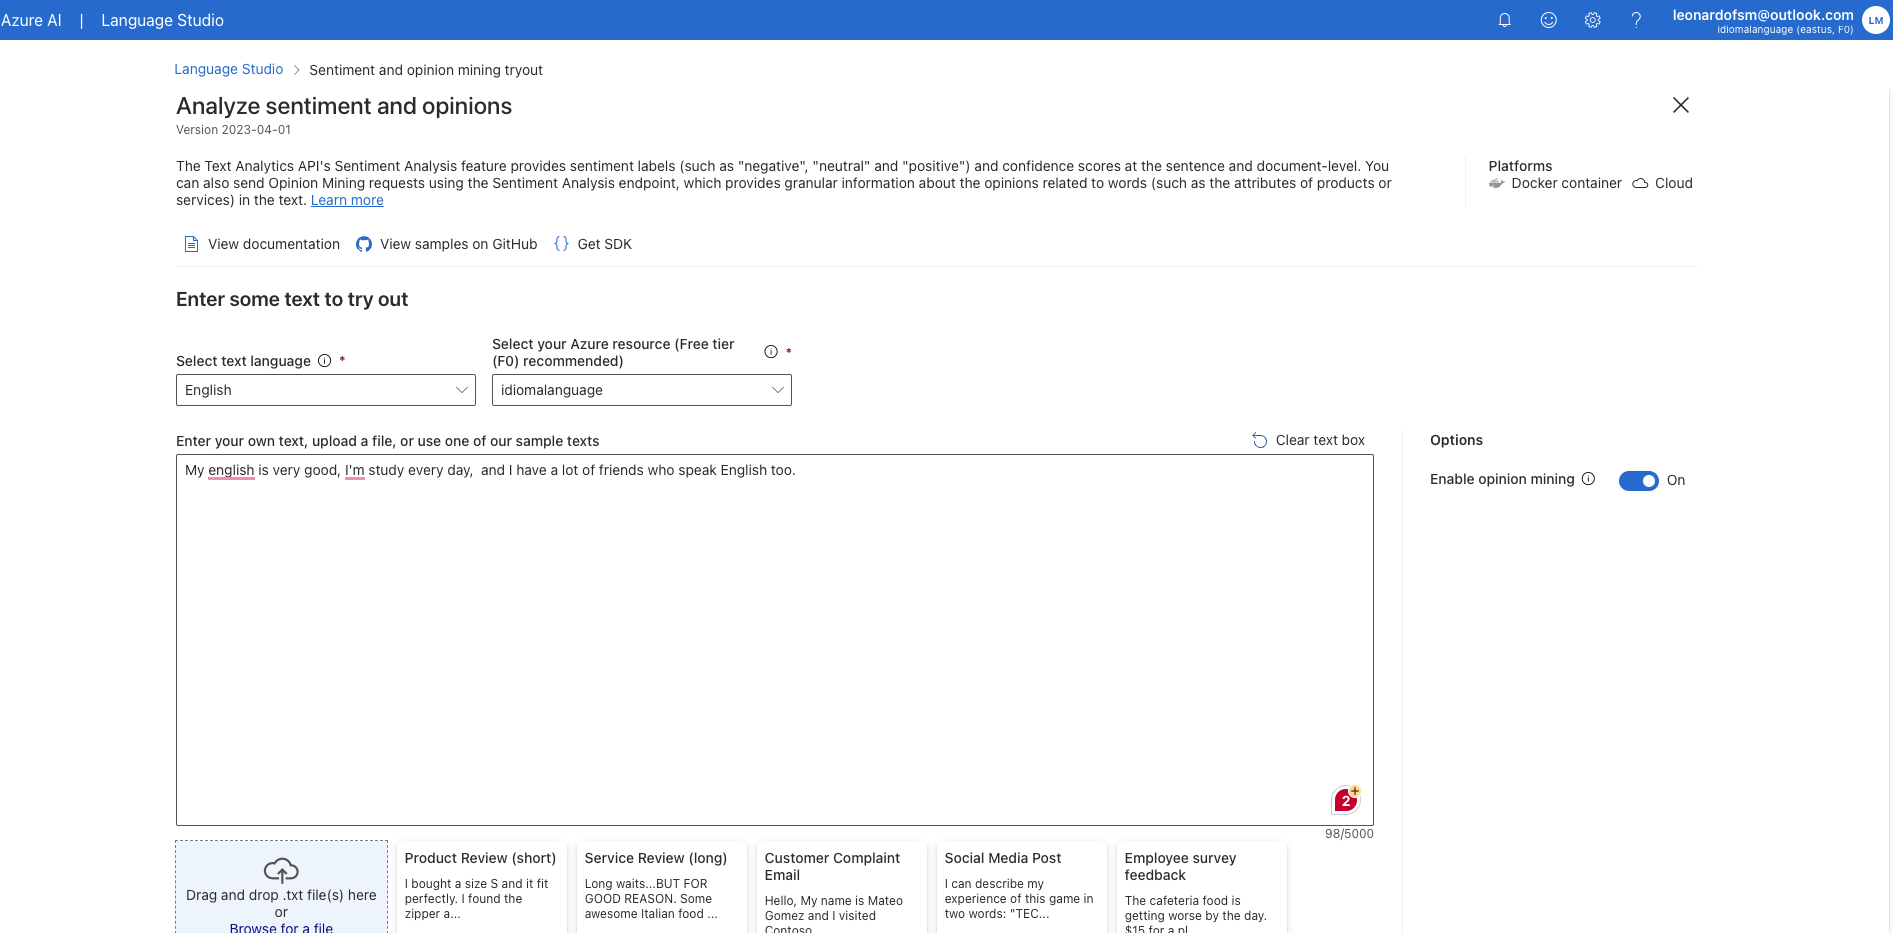 Azure AI | Language Studio
leonardofsm@outlook.com
idiomalanguage (eastus, F0)
LM
Language Studio > Sentiment and opinion mining tryout
Analyze sentiment and opinions
Version 2023-04-01
The Text Analytics API's Sentiment Analysis feature provides sentiment labels (such as "negative", "neutral" and "positive") and confidence scores at the sentence and document-level. You
can also send Opinion Mining requests using the Sentiment Analysis endpoint, which provides granular information about the opinions related to words (such as the attributes of products or
services) in the text. Learn more
Platforms
Docker container Cloud
View documentation View samples on GitHub {} Get SDK
Enter some text to try out
Select text language *
English
Select your Azure resource (Free tier
(F0) recommended) *
idiomalanguage
Enter your own text, upload a file, or use one of our sample texts
Clear text box
My english is very good, I'm study every day,  and I have a lot of friends who speak English too.
2
98/5000
Options
Enable opinion mining On
Drag and drop .txt file(s) here
or
Browse for a file
Product Review (short)
I bought a size S and it fit
perfectly. I found the
zipper a...
Service Review (long)
Long waits...BUT FOR
GOOD REASON. Some
awesome Italian food ...
Customer Complaint
Email
Hello, My name is Mateo
Gomez and I visited
Contoso
Social Media Post
I can describe my
experience of this game in
two words: "TEC...
Employee survey
feedback
The cafeteria food is
getting worse by the day.
$15 for a pl